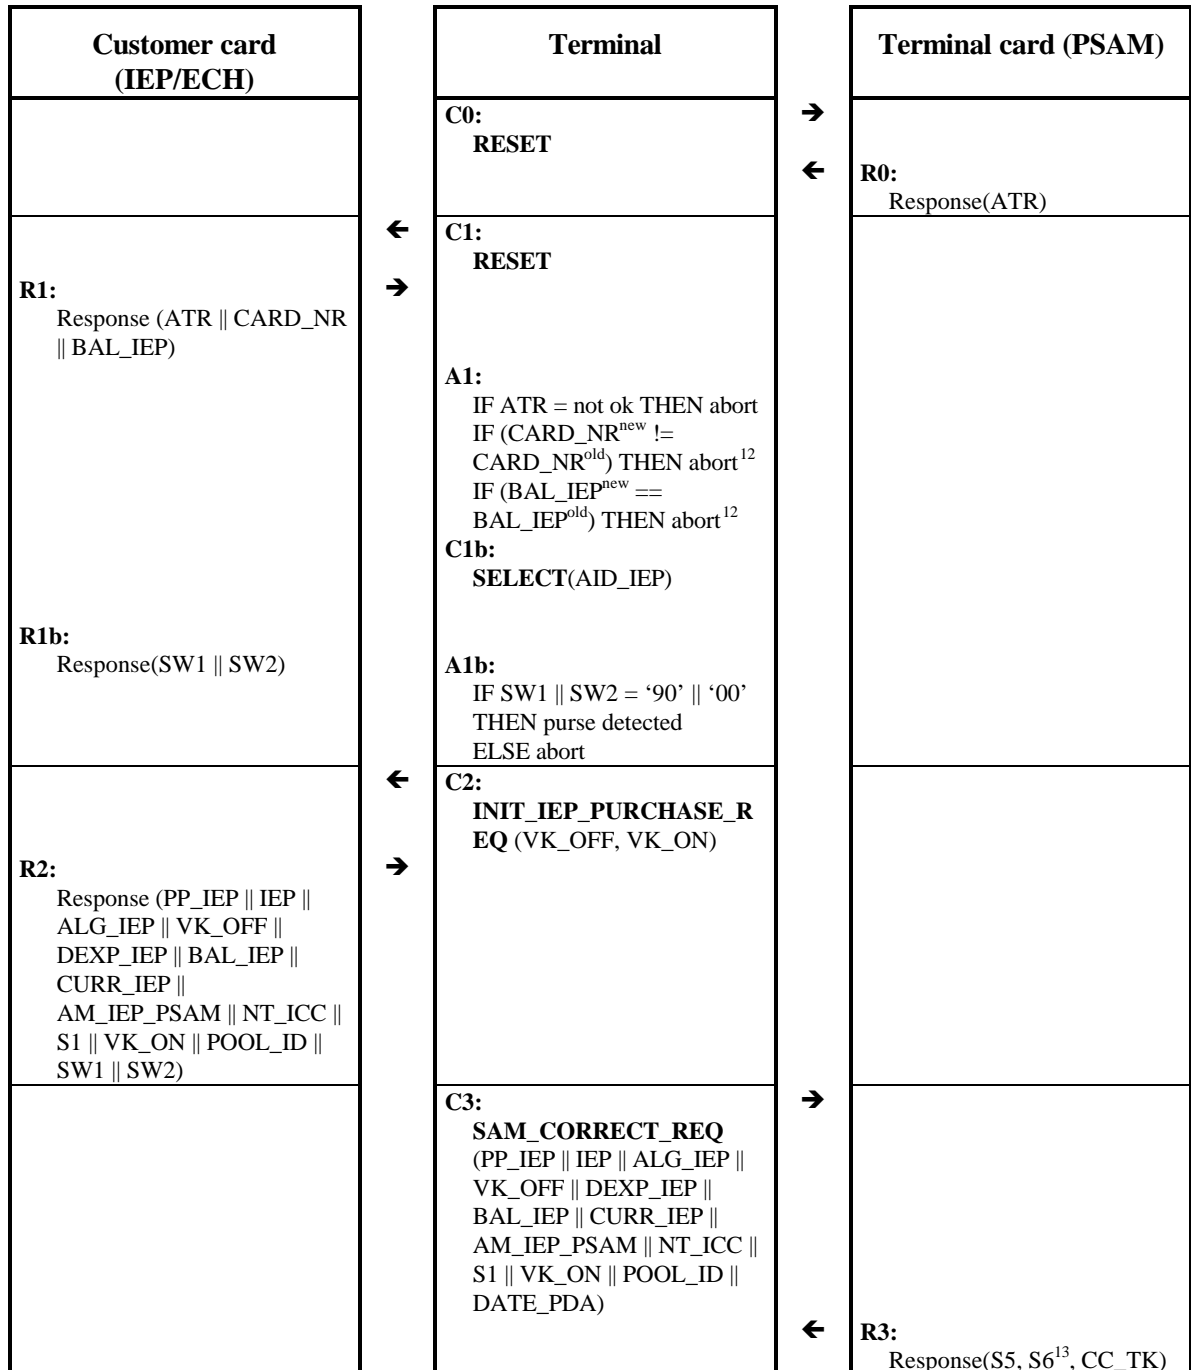 Customer card
(IEP/ECH)
Terminal
Terminal card (PSAM)
C0:
RESET
➔
🡰
R0:
Response(ATR)
🡰
C1:
RESET
R1:
➔
Response (ATR || CARD_NR
|| BAL_IEP)
A1:
IF ATR = not ok THEN abort
IF (CARD_NRnew !=
CARD_NRold) THEN abort12
IF (BAL_IEPnew ==
BAL_IEPold) THEN abort12
C1b:
SELECT(AID_IEP)
R1b:
Response(SW1 || SW2)
A1b:
IF SW1 || SW2 = ‘90’ || ‘00’
THEN purse detected
ELSE abort
🡰
C2:
INIT_IEP_PURCHASE_R
EQ (VK_OFF, VK_ON)
R2:
➔
Response (PP_IEP || IEP ||
ALG_IEP || VK_OFF ||
DEXP_IEP || BAL_IEP ||
CURR_IEP ||
AM_IEP_PSAM || NT_ICC ||
S1 || VK_ON || POOL_ID ||
SW1 || SW2)
C3:
➔
SAM_CORRECT_REQ
(PP_IEP || IEP || ALG_IEP ||
VK_OFF || DEXP_IEP ||
BAL_IEP || CURR_IEP ||
AM_IEP_PSAM || NT_ICC ||
S1 || VK_ON || POOL_ID ||
DATE_PDA)
🡰
R3:
Response(S5, S613, CC_TK)